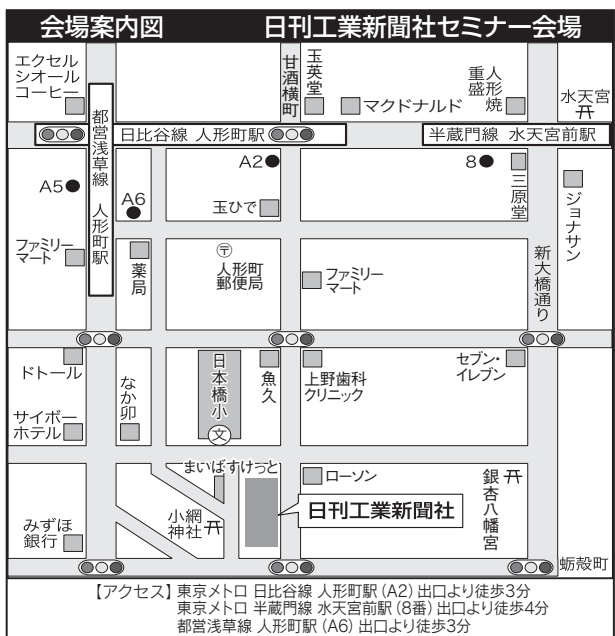 会場案内図 日刊工業新聞社セミナー会場
エクセル
シオール
コーヒー
甘酒横町
玉英堂
マクドナルド
重盛
人形焼
水天宮
都営浅草線 人形町駅
日比谷線 人形町駅
半蔵門線 水天宮前駅
A5
A6
A2
8
三原堂
ジョナサン
玉ひで
ファミリー
マート
薬局
〒
人形町
郵便局
ファミリー
マート
新大橋通り
ドトール
なか卯
日本橋小
文
魚久
上野歯科
クリニック
セブン・
イレブン
サイボー
ホテル
まいばすけっと
ローソン
銀杏八幡宮
日刊工業新聞社
小網
神社
みずほ
銀行
蛎殻町
【アクセス】東京メトロ 日比谷線 人形町駅(A2)出口より徒歩3分
東京メトロ 半蔵門線 水天宮前駅(8番)出口より徒歩4分
都営浅草線 人形町駅(A6)出口より徒歩3分